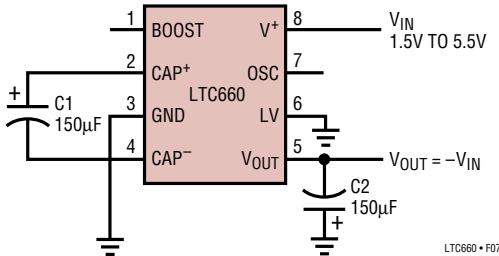 1
BOOST
V+
8
VIN
1.5V TO 5.5V
2
CAP+
OSC
7
+
C1
150µF
LTC660
3
GND
LV
6
4
CAP–
VOUT
5
VOUT = –VIN
C2
150µF
+
LTC660 • F07